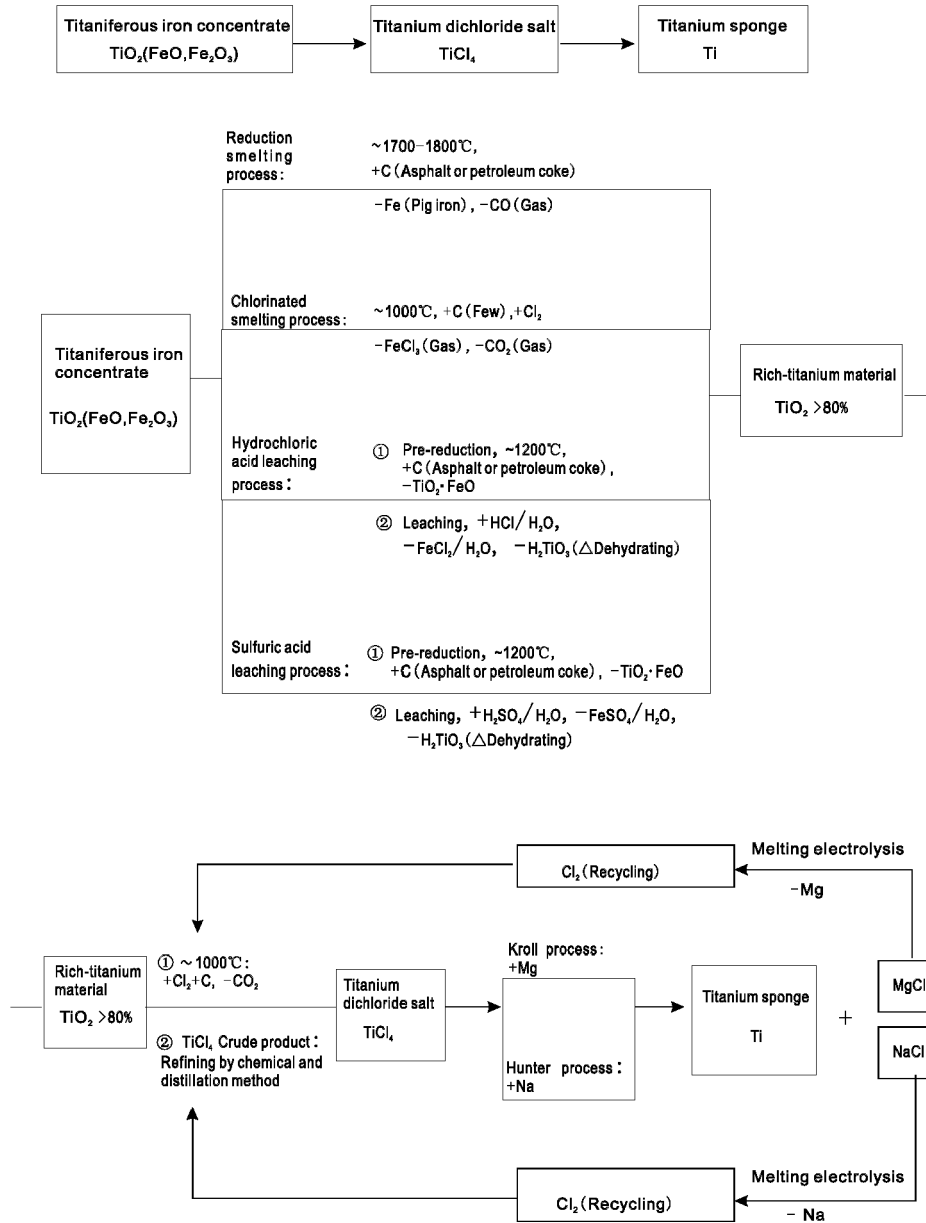 Titaniferous iron concentrate
TiO₂(FeO,Fe₂O₃)
Titanium dichloride salt
TiCl₄
Titanium sponge
Ti
Reduction
smelting
process:
~1700-1800℃,
+C (Asphalt or petroleum coke)
-Fe (Pig iron), -CO (Gas)
Chlorinated
smelting process:
~1000℃, +C (Few),+Cl₂
-FeCl₃(Gas), -CO₂(Gas)
Titaniferous iron
concentrate
TiO₂(FeO,Fe₂O₃)
Rich-titanium material
TiO₂ >80%
Hydrochloric
acid leaching
process:
① Pre-reduction, ~1200℃,
+C(Asphalt or petroleum coke),
-TiO₂·FeO
② Leaching, +HCl/H₂O,
-FeCl₂/H₂O, -H₂TiO₃(△Dehydrating)
Sulfuric acid
leaching process:
① Pre-reduction, ~1200℃,
+C(Asphalt or petroleum coke), -TiO₂·FeO
② Leaching, +H₂SO₄/H₂O, -FeSO₄/H₂O,
-H₂TiO₃(△Dehydrating)
Cl₂(Recycling)
Melting electrolysis
-Mg
Rich-titanium
material
TiO₂ >80%
① ~1000℃:
+Cl₂+C, -CO₂
② TiCl₄ Crude product:
Refining by chemical and
distillation method
Titanium
dichloride salt
TiCl₄
Kroll process:
+Mg
Hunter process:
+Na
Titanium sponge
Ti
+
MgCl
NaCl
Cl₂(Recycling)
Melting electrolysis
- Na